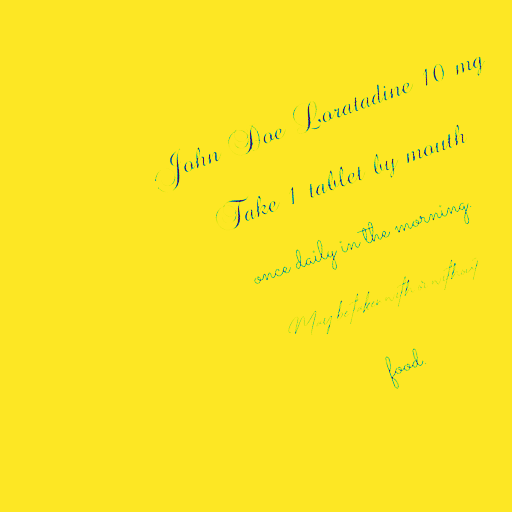 John Doe Loratadine 10 mg
Take 1 tablet by mouth
once daily in the morning.
May be taken with or without
food.